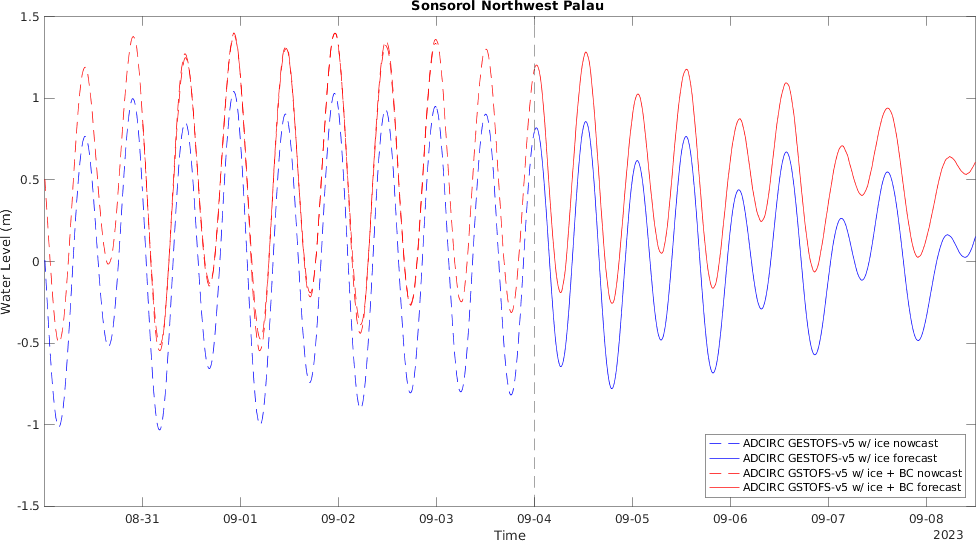 Sonsorol Northwest Palau
1.5
1
0.5
0
-0.5
-1
-1.5
Water Level (m)
08-31
09-01
09-02
09-03
09-04
09-05
09-06
09-07
09-08
Time
2023
ADCIRC GESTOFS-v5 w/ ice nowcast
ADCIRC GESTOFS-v5 w/ ice forecast
ADCIRC GSTOFS-v5 w/ ice + BC nowcast
ADCIRC GSTOFS-v5 w/ ice + BC forecast